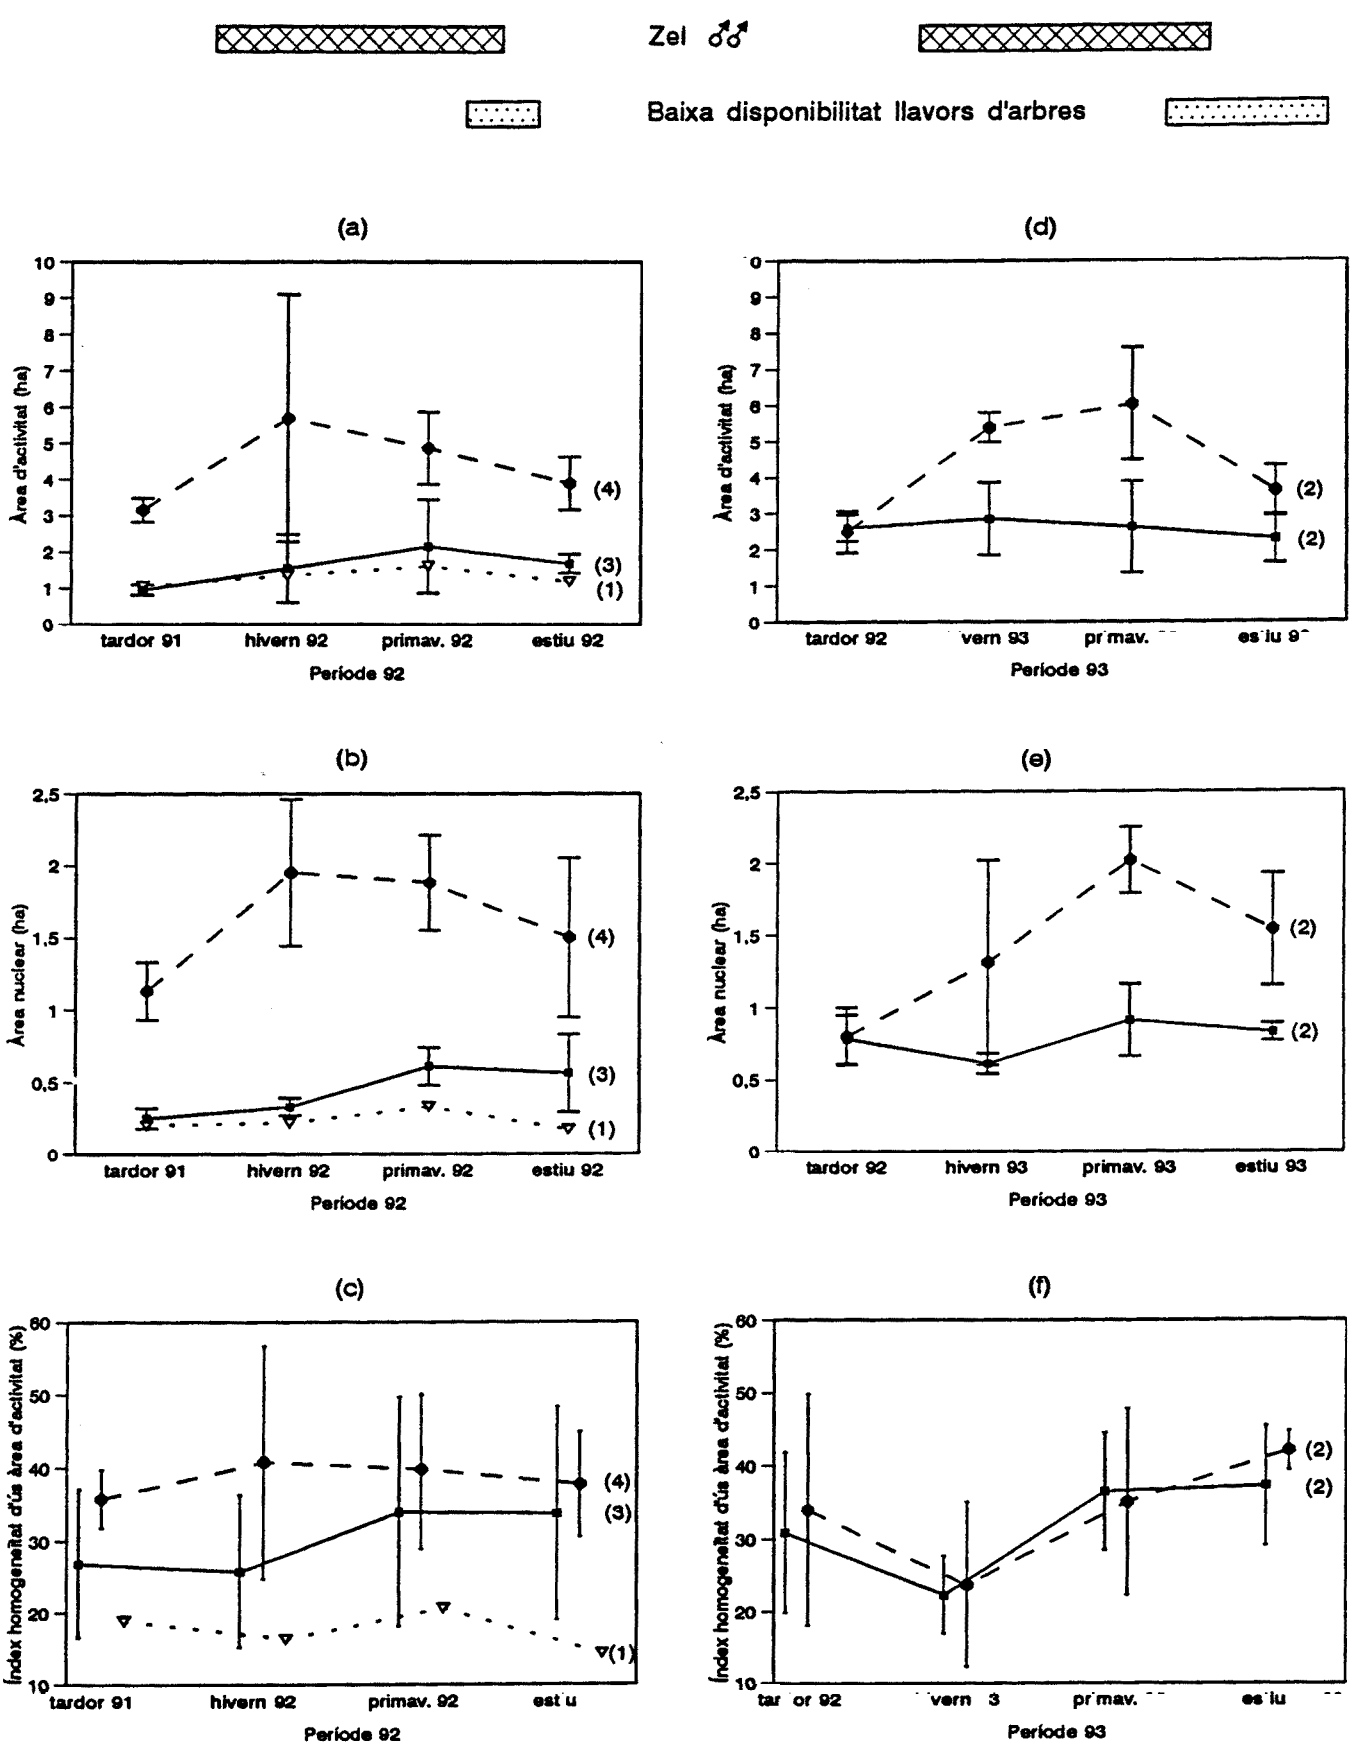 Zel ♂♂
Baixa disponibilitat llavors d'arbres
(a)
Àrea d'activitat (ha)
10
9
8
7
6
5
4
3
2
1
0
(4)
(3)
(1)
tardor 91 hivern 92 primav. 92 estiu 92
Període 92
(d)
Àrea d'activitat (ha)
0
9
8
7
6
5
4
3
2
1
0
(2)
(2)
tardor 92 vern 93 primav.
Període 93
(b)
Àrea nuclear (ha)
2,5
2
1,5
1
0,5
0
(4)
(3)
(1)
tardor 91 hivern 92 primav. 92 estiu 92
Període 92
(e)
Àrea nuclear (ha)
2,5
2
1,5
1
0,5
0
(2)
(2)
tardor 92 hivern 93 primav. 93 estiu 93
Període 93
(c)
Índex homogeneïtat d'ús àrea d'activitat (%)
60
50
40
30
20
10
(4)
(3)
(1)
tardor 91 hivern 92 primav. 92
Període 92
(f)
Índex homogeneïtat d'ús àrea d'activitat (%)
60
50
40
30
20
10
(2)
(2)
92 vern 3 primav.
Període 93